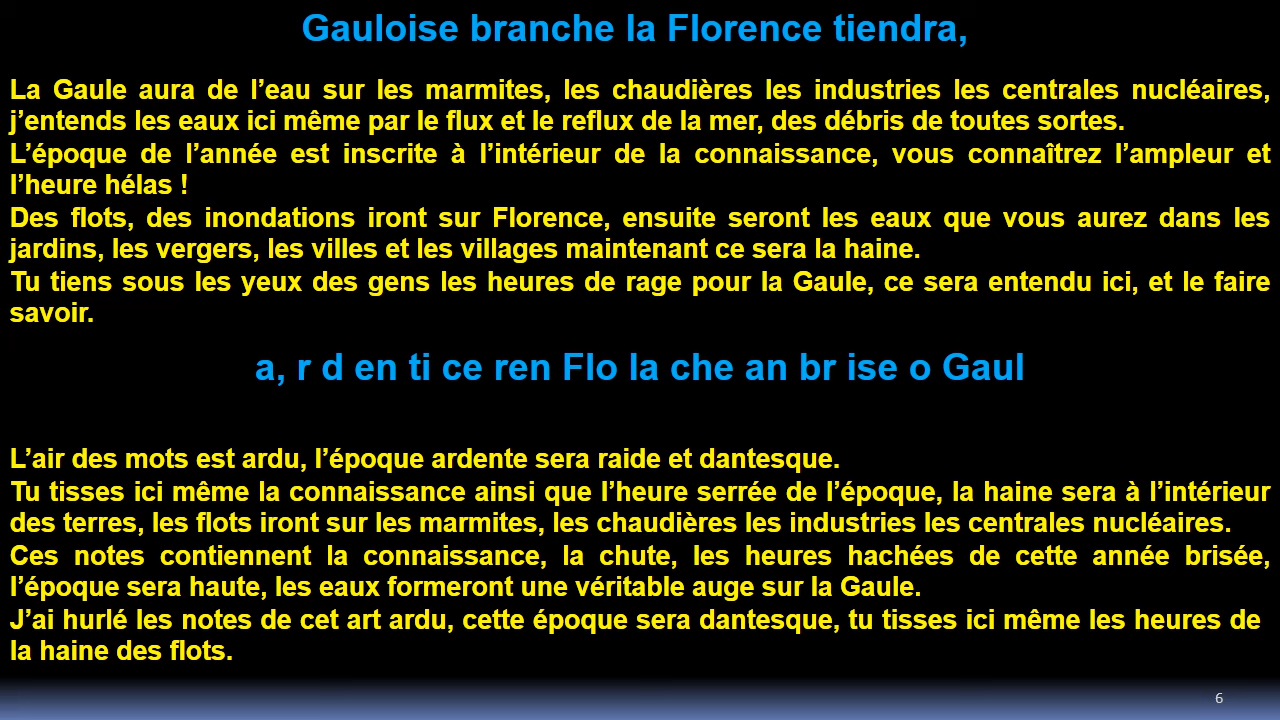 Gauloise branche la Florence tiendra,
La Gaule aura de l’eau sur les marmites, les chaudières les industries les centrales nucléaires,
j’entends les eaux ici même par le flux et le reflux de la mer, des débris de toutes sortes.
L’époque de l’année est inscrite à l’intérieur de la connaissance, vous connaîtrez l’ampleur et
l’heure hélas !
Des flots, des inondations iront sur Florence, ensuite seront les eaux que vous aurez dans les
jardins, les vergers, les villes et les villages maintenant ce sera la haine.
Tu tiens sous les yeux des gens les heures de rage pour la Gaule, ce sera entendu ici, et le faire
savoir.
a, r d en ti ce ren Flo la che an br ise o Gaul
L’air des mots est ardu, l’époque ardente sera raide et dantesque.
Tu tisses ici même la connaissance ainsi que l’heure serrée de l’époque, la haine sera à l’intérieur
des terres, les flots iront sur les marmites, les chaudières les industries les centrales nucléaires.
Ces notes contiennent la connaissance, la chute, les heures hachées de cette année brisée,
l’époque sera haute, les eaux formeront une véritable auge sur la Gaule.
J’ai hurlé les notes de cet art ardu, cette époque sera dantesque, tu tisses ici même les heures de
la haine des flots.
6